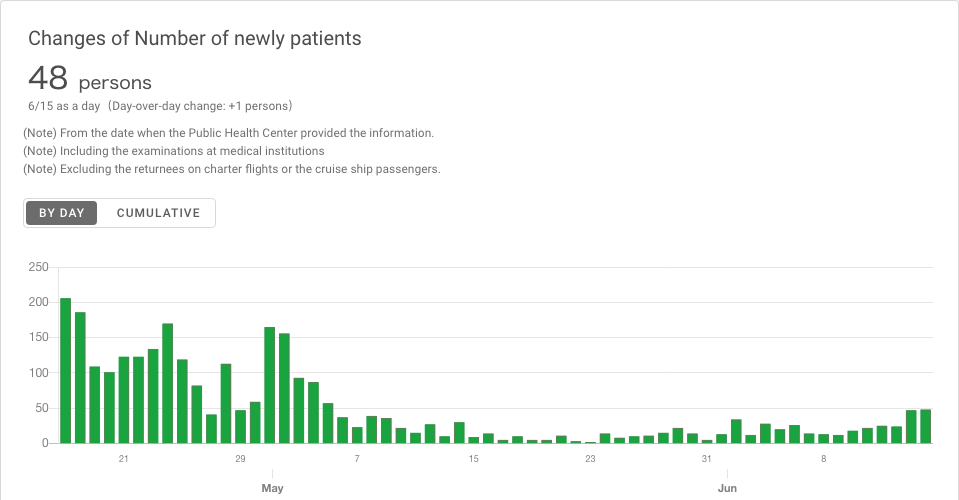 Changes of Number of newly patients
48 persons
6/15 as a day （Day-over-day change: +1 persons）
(Note) From the date when the Public Health Center provided the information.
(Note) Including the examinations at medical institutions
(Note) Excluding the returnees on charter flights or the cruise ship passengers.
BY DAY CUMULATIVE
250
200
150
100
50
0
21 29 7 15 23 31 8
May Jun